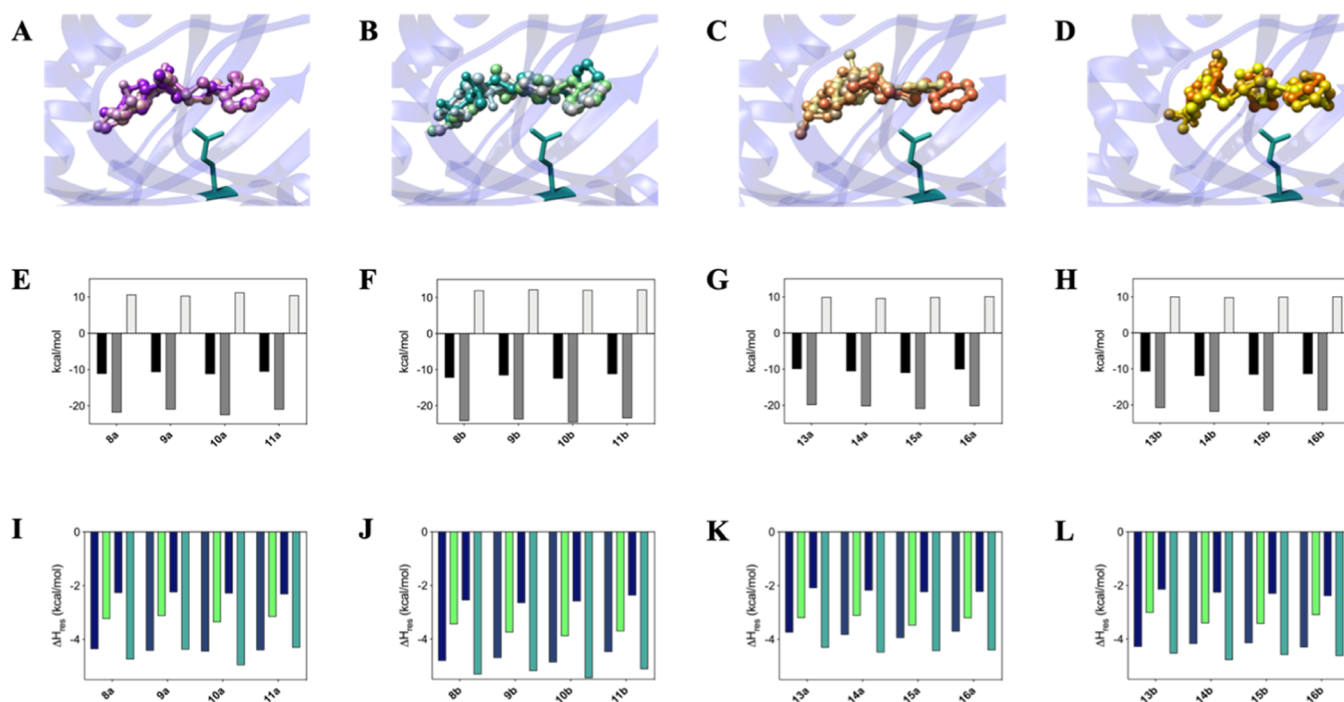 A B C D
E F G H
kcal/mol kcal/mol kcal/mol kcal/mol
10 10 10 10
0 0 0 0
-10 -10 -10 -10
-20 -20 -20 -20
8a 9a 10a 11a 8b 9b 10b 11b 13a 14a 15a 16a 13b 14b 15b 16b
I J K L
ΔHres (kcal/mol) ΔHres (kcal/mol) ΔHres (kcal/mol) ΔHres (kcal/mol)
0 0 0 0
-2 -2 -2 -2
-4 -4 -4 -4
8a 9a 10a 11a 8b 9b 10b 11b 13a 14a 15a 16a 13b 14b 15b 16b